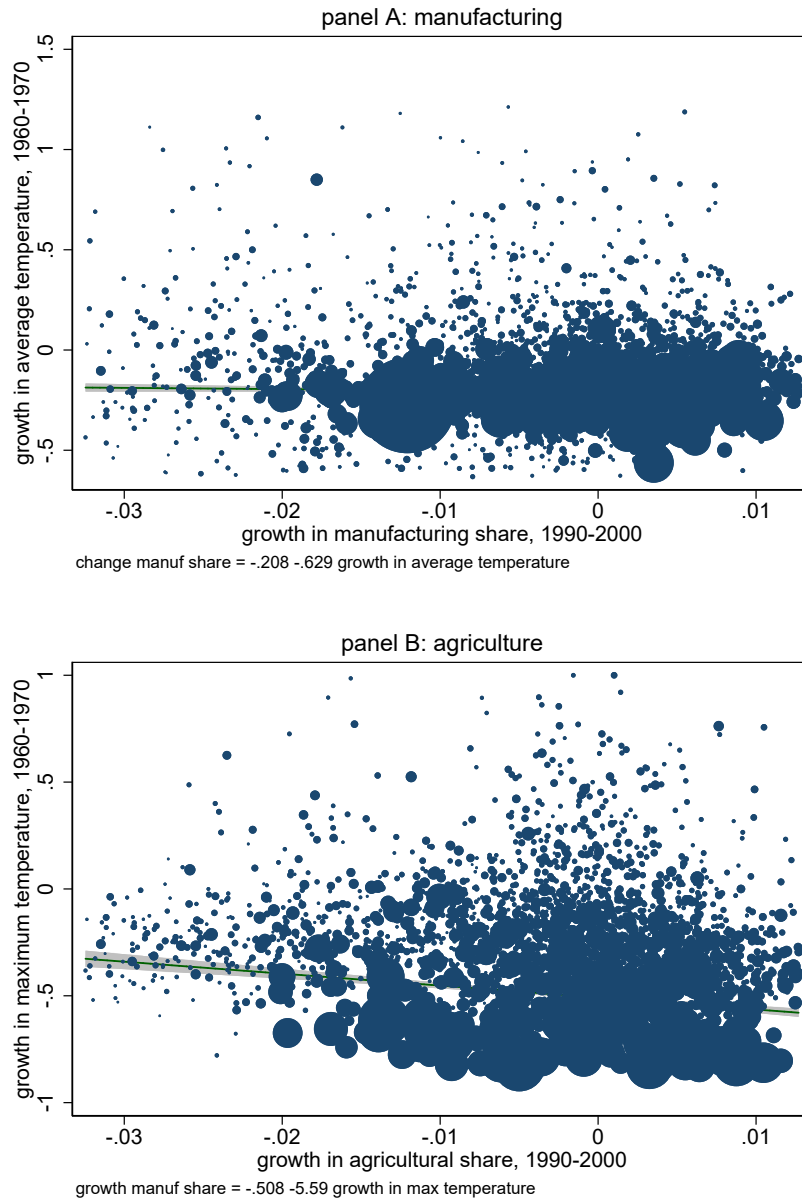 panel A: manufacturing
growth in average temperature, 1960-1970
1.5
1
.5
0
-.5
-.03
-.02
-.01
0
.01
growth in manufacturing share, 1990-2000
change manuf share = -.208 -.629 growth in average temperature
panel B: agriculture
growth in maximum temperature, 1960-1970
1
.5
0
-.5
-1
-.03
-.02
-.01
0
.01
growth in agricultural share, 1990-2000
growth manuf share = -.508 -5.59 growth in max temperature